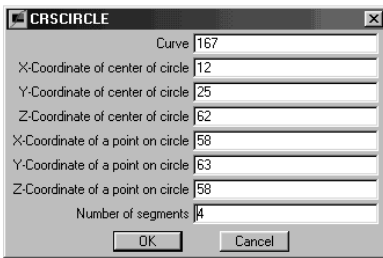 CRSCIRCLE
Curve 167
X-Coordinate of center of circle 12
Y-Coordinate of center of circle 25
Z-Coordinate of center of circle 62
X-Coordinate of a point on circle 58
Y-Coordinate of a point on circle 63
Z-Coordinate of a point on circle 58
Number of segments 4
OK Cancel